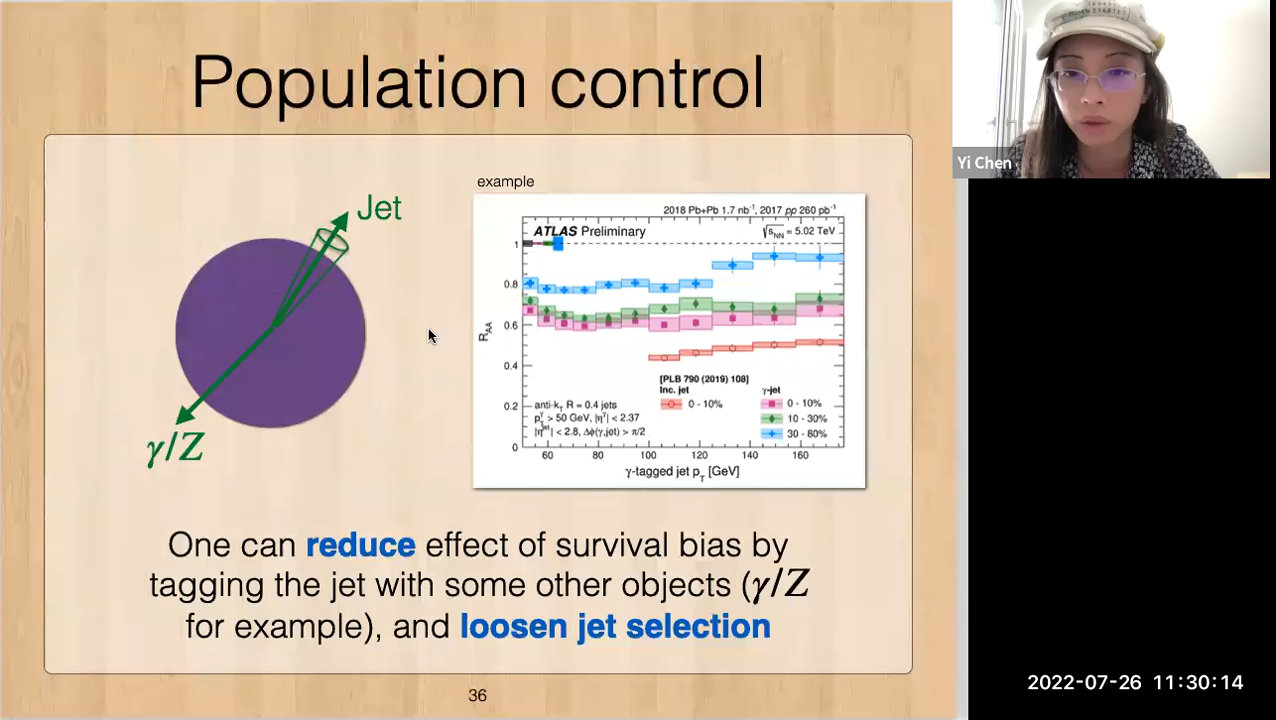 Population control
Jet
γ/Z
example
2018 Pb+Pb 1.7 nb⁻¹, 2017 pp 260 pb⁻¹
ATLAS Preliminary
√sNN = 5.02 TeV
1
0.8
0.6
0.4
0.2
0
RAA
[PLB 790 (2019) 108]
Inc. jet
0 - 10%
γ-jet
0 - 10%
10 - 30%
30 - 80%
anti-kT R = 0.4 jets
pTγ > 50 GeV, |ηγ| < 2.37
|ηjet| < 2.8, Δϕ(γ,jet) > π/2
60 80 100 120 140 160
γ-tagged jet pT [GeV]
One can reduce effect of survival bias by
tagging the jet with some other objects (γ/Z
for example), and loosen jet selection
36
Yi Chen
2022-07-26 11:30:14